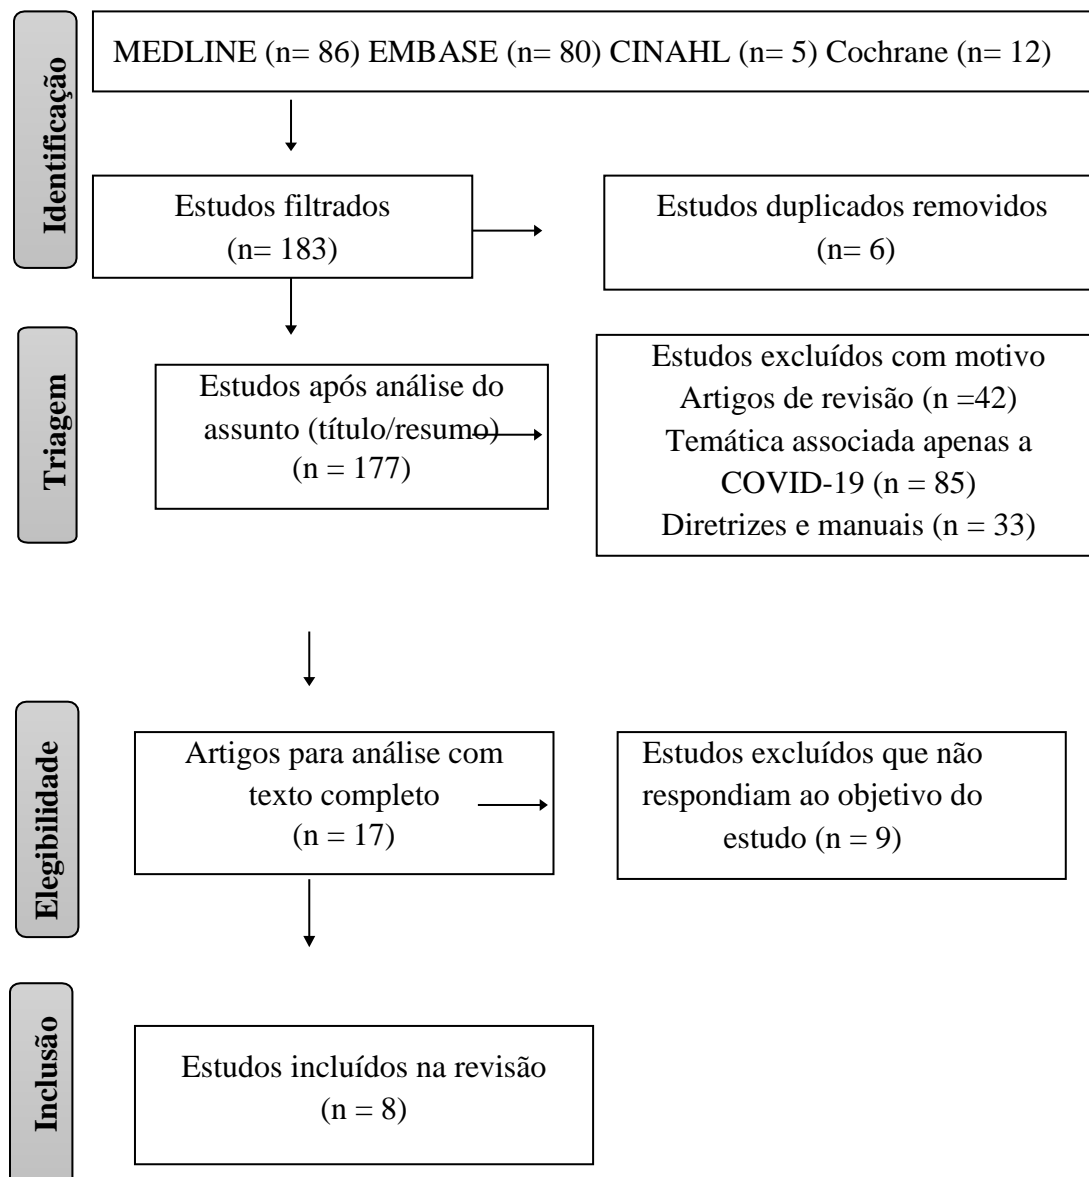 Identificação
MEDLINE (n= 86) EMBASE (n= 80) CINAHL (n= 5) Cochrane (n= 12)
Estudos filtrados
(n= 183)
Estudos duplicados removidos
(n= 6)
Triagem
Estudos após análise do
assunto (título/resumo)
(n = 177)
Estudos excluídos com motivo
Artigos de revisão (n =42)
Temática associada apenas a
COVID-19 (n = 85)
Diretrizes e manuais (n = 33)
Elegibilidade
Artigos para análise com
texto completo
(n = 17)
Estudos excluídos que não
respondiam ao objetivo do
estudo (n = 9)
Inclusão
Estudos incluídos na revisão
(n = 8)